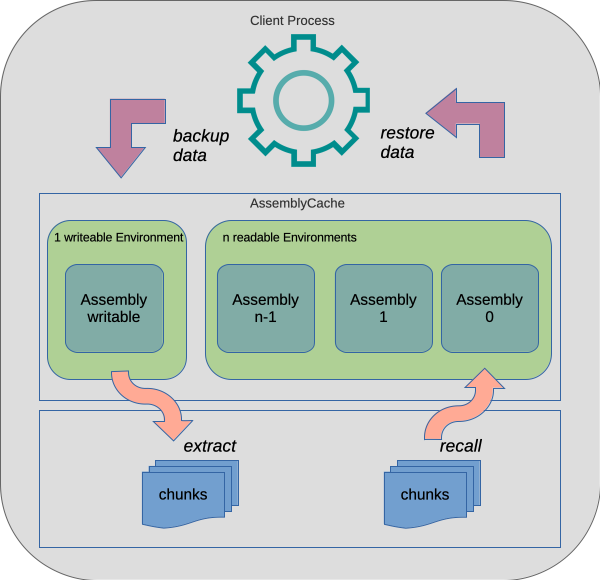 Client Process
backup
data
restore
data
AssemblyCache
1 writeable Environment
n readable Environments
Assembly
writable
Assembly
n-1
Assembly
1
Assembly
0
extract
recall
chunks
chunks